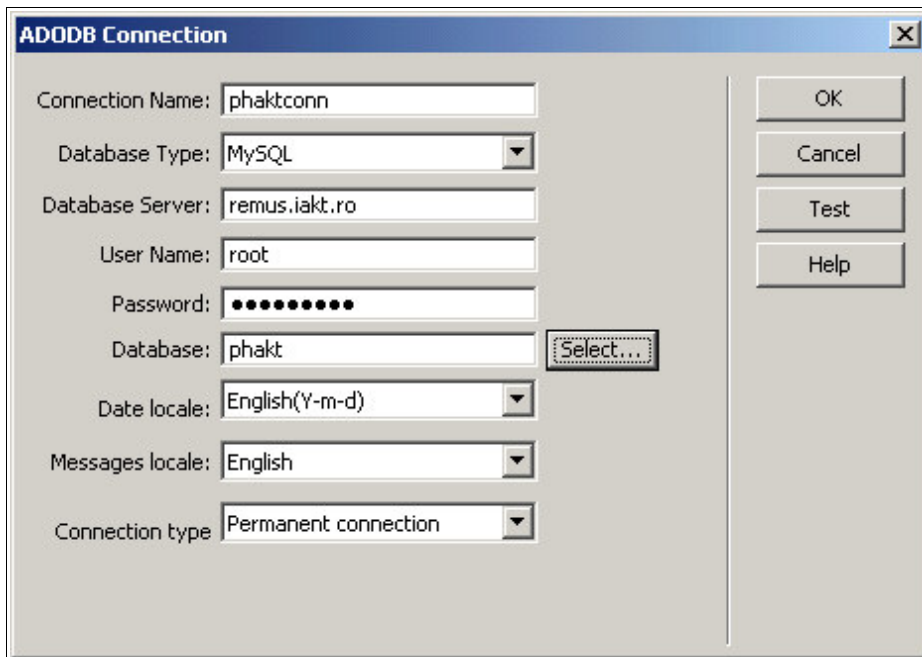 ADODB Connection
Connection Name: phaktconn
OK
Database Type: MySQL
Cancel
Database Server: remus.iakt.ro
Test
User Name: root
Help
Password: ●●●●●●●●●
Database: phakt Select...
Date locale: English(Y-m-d)
Messages locale: English
Connection type Permanent connection